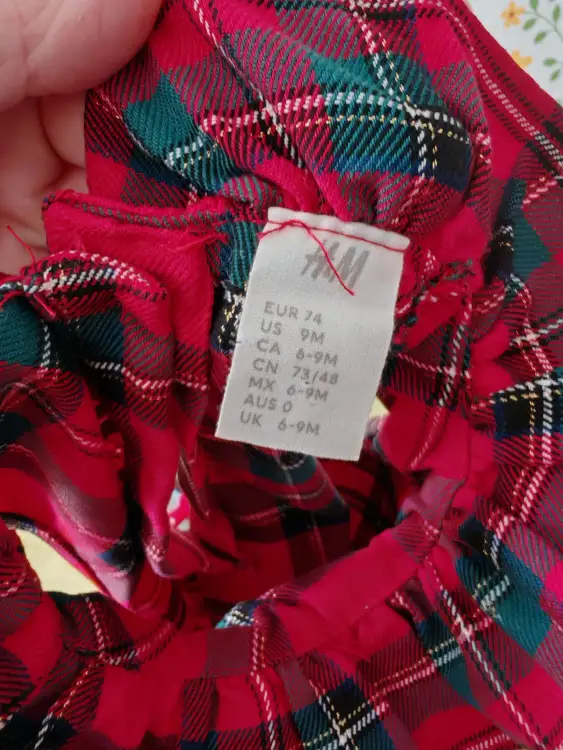 H&M
EUR 74
US 9M
CA 6-9M
CN 73/48
MX 6-9M
AUS 0
UK 6-9M